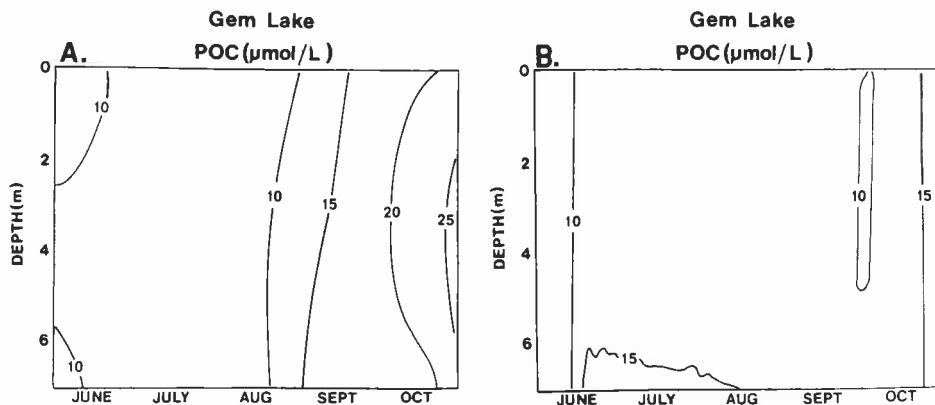 Gem Lake
A. POC (µmol/L)
0
2
4
6
DEPTH(m)
10
10
10
15
20
25
JUNE JULY AUG SEPT OCT
Gem Lake
B. POC (µmol/L)
0
2
4
6
DEPTH(m)
10
15
10
15
JUNE JULY AUG SEPT OCT